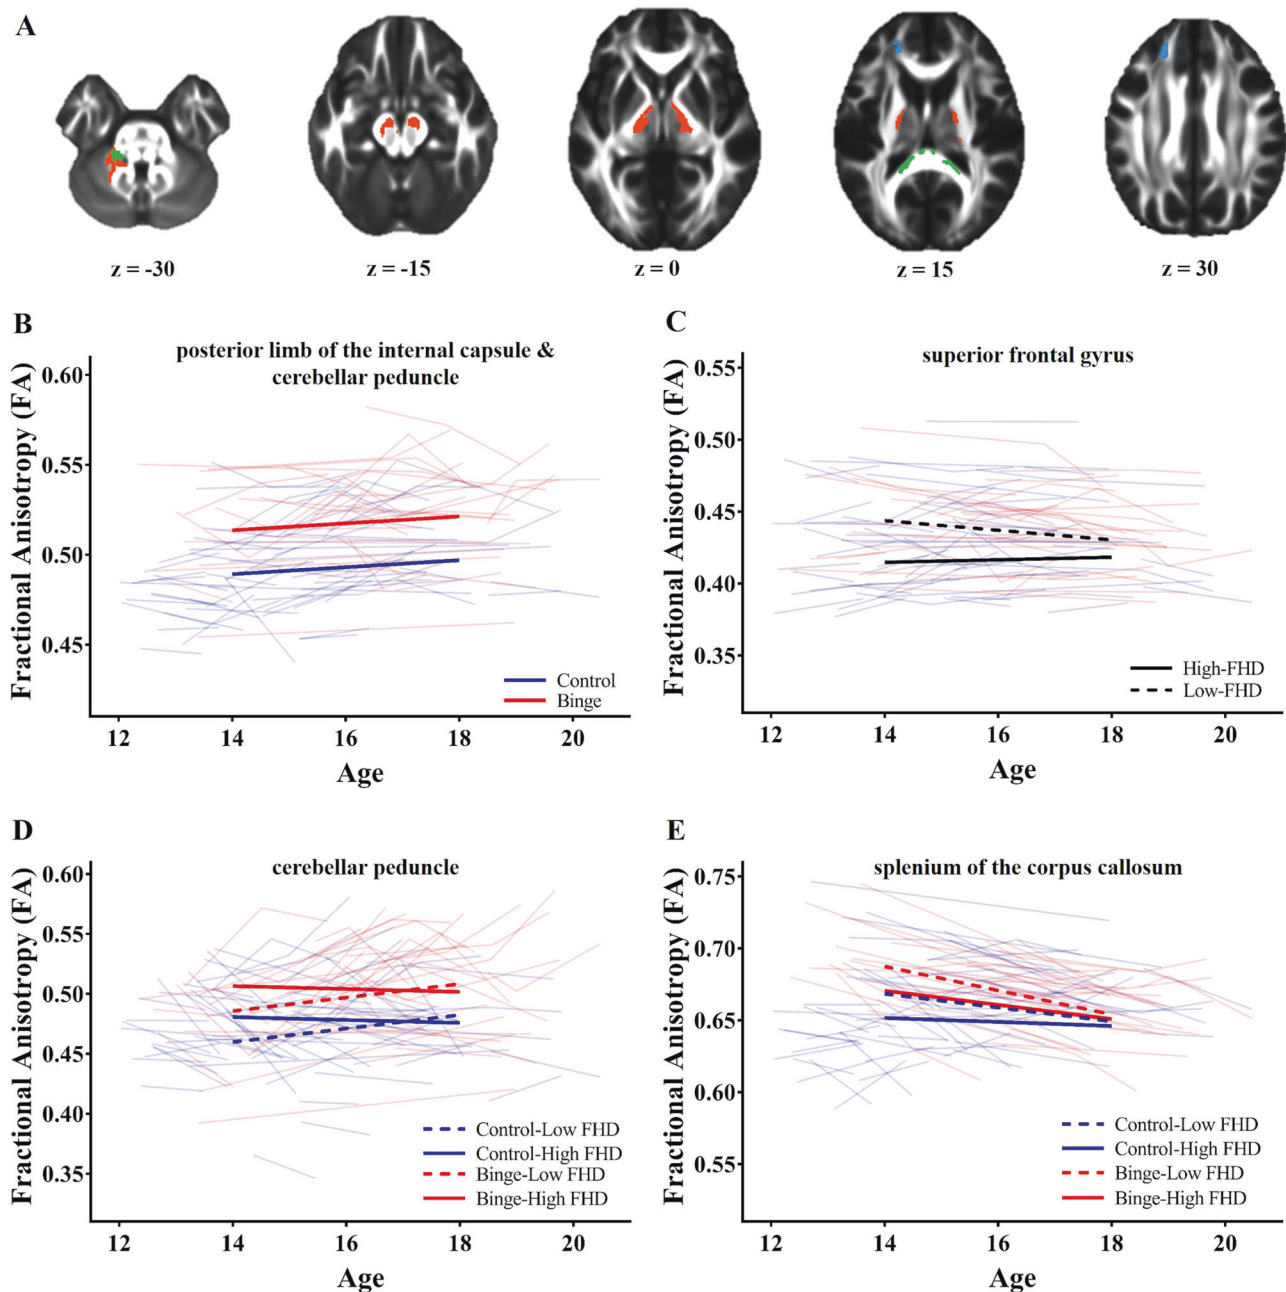 A
z = -30
z = -15
z = 0
z = 15
z = 30
B
posterior limb of the internal capsule &
cerebellar peduncle
Fractional Anisotropy (FA)
0.60
0.55
0.50
0.45
Control
Binge
12
14
16
18
20
Age
C
superior frontal gyrus
Fractional Anisotropy (FA)
0.55
0.50
0.45
0.40
0.35
High-FHD
Low-FHD
12
14
16
18
20
Age
D
cerebellar peduncle
Fractional Anisotropy (FA)
0.60
0.55
0.50
0.45
0.40
0.35
Control-Low FHD
Control-High FHD
Binge-Low FHD
Binge-High FHD
12
14
16
18
20
Age
E
splenium of the corpus callosum
Fractional Anisotropy (FA)
0.75
0.70
0.65
0.60
0.55
Control-Low FHD
Control-High FHD
Binge-Low FHD
Binge-High FHD
12
14
16
18
20
Age